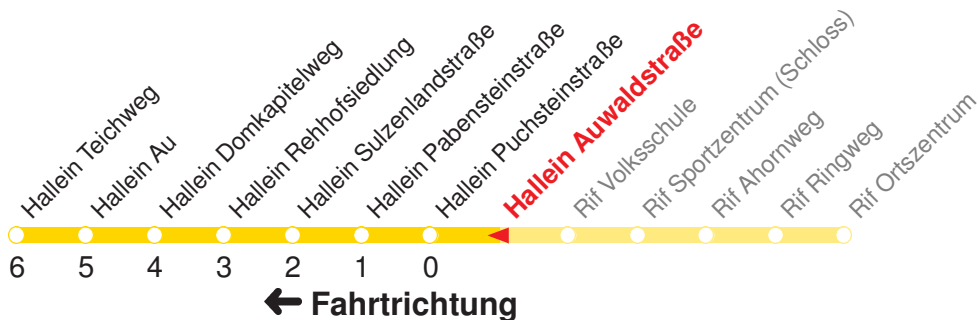 Hallein Teichweg
Hallein Au
Hallein Domkapitelweg
Hallein Rehhofsiedlung
Hallein Sulzenlandstraße
Hallein Pabensteinstraße
Hallein Puchsteinstraße
Hallein Auwaldstraße
Rif Volksschule
Rif Sportzentrum (Schloss)
Rif Ahornweg
Rif Ringweg
Rif Ortszentrum
6 5 4 3 2 1 0
Fahrtrichtung